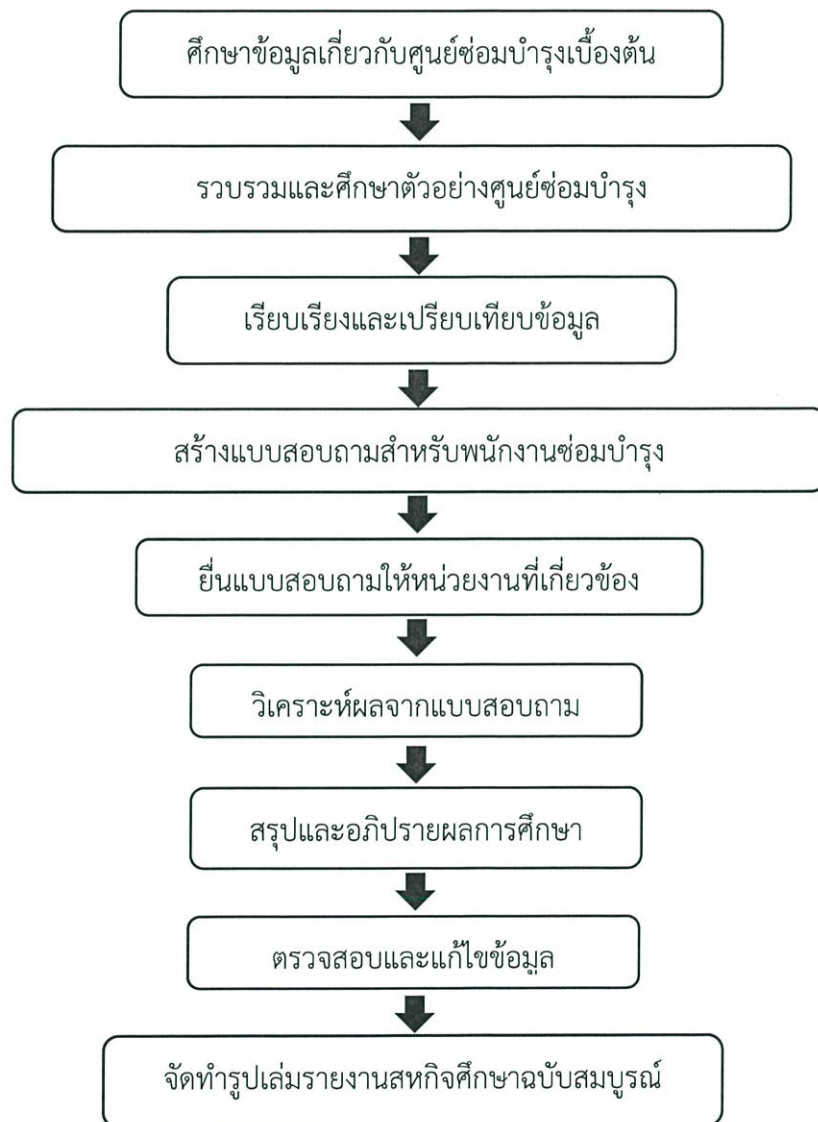 ศึกษาข้อมูลเกี่ยวกับศูนย์ซ่อมบำรุงเบื้องต้น
รวบรวมและศึกษาตัวอย่างศูนย์ซ่อมบำรุง
เรียบเรียงและเปรียบเทียบข้อมูล
สร้างแบบสอบถามสำหรับพนักงานซ่อมบำรุง
ยื่นแบบสอบถามให้หน่วยงานที่เกี่ยวข้อง
วิเคราะห์ผลจากแบบสอบถาม
สรุปและอภิปรายผลการศึกษา
ตรวจสอบและแก้ไขข้อมูล
จัดทำรูปเล่มรายงานสหกิจศึกษาฉบับสมบูรณ์